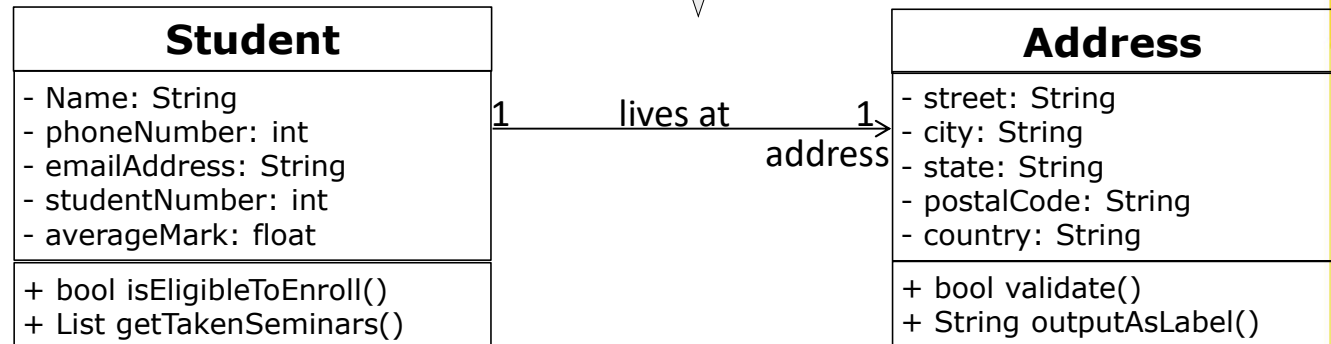 Student
- Name: String
- phoneNumber: int
- emailAddress: String
- studentNumber: int
- averageMark: float
+ bool isEligibleToEnroll()
+ List getTakenSeminars()
1 lives at 1
address
Address
- street: String
- city: String
- state: String
- postalCode: String
- country: String
+ bool validate()
+ String outputAsLabel()